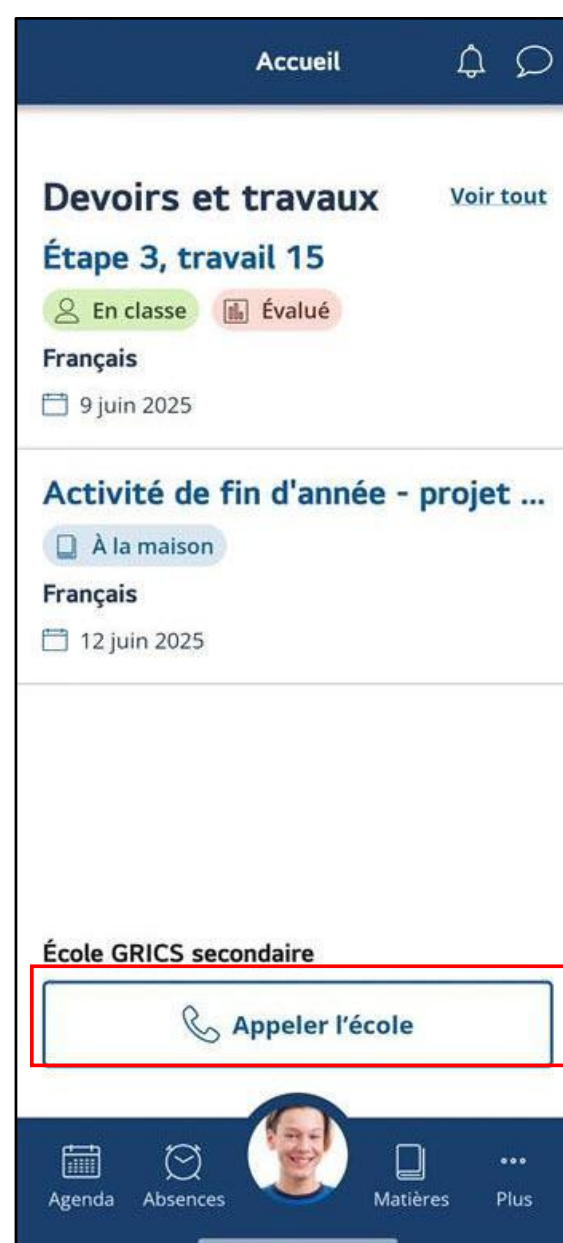 Accueil
Devoirs et travaux Voir tout
Étape 3, travail 15
En classe Évalué
Français
9 juin 2025
Activité de fin d'année - projet ...
À la maison
Français
12 juin 2025
École GRICS secondaire
Appeler l’école
Agenda Absences Matières Plus